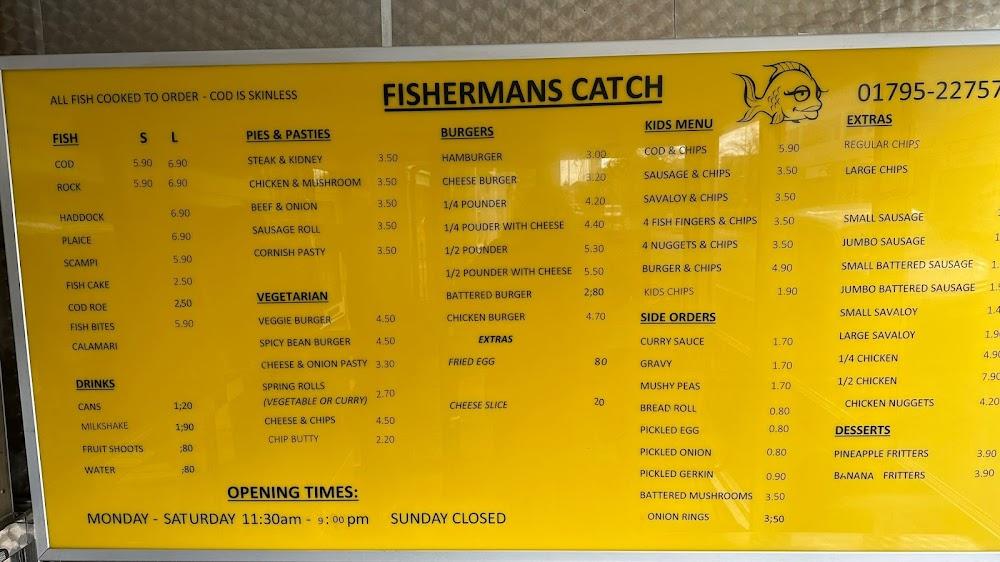 FISHERMANS CATCH
ALL FISH COOKED TO ORDER - COD IS SKINLESS
01795-22757
FISH S L
COD 5.90 6.90
ROCK 5.90 6.90
HADDOCK 6.90
PLAICE 6.90
SCAMPI 5.90
FISH CAKE 2.50
COD ROE 2,50
FISH BITES 5.90
CALAMARI
DRINKS
CANS 1;20
MILKSHAKE 1;90
FRUIT SHOOTS ;80
WATER ;80
PIES & PASTIES
STEAK & KIDNEY 3.50
CHICKEN & MUSHROOM 3.50
BEEF & ONION 3.50
SAUSAGE ROLL 3.50
CORNISH PASTY 3.50
VEGETARIAN
VEGGIE BURGER 4.50
SPICY BEAN BURGER 4.50
CHEESE & ONION PASTY 3.30
SPRING ROLLS
(VEGETABLE OR CURRY) 2.70
CHEESE & CHIPS 4.50
CHIP BUTTY 2.20
BURGERS
HAMBURGER 3.00
CHEESE BURGER 3.20
1/4 POUNDER 4.20
1/4 POUDER WITH CHEESE 4.40
1/2 POUNDER 5.30
1/2 POUNDER WITH CHEESE 5.50
BATTERED BURGER 2;80
CHICKEN BURGER 4.70
EXTRAS
FRIED EGG 80
CHEESE SLICE 20
KIDS MENU
COD & CHIPS 5.90
SAUSAGE & CHIPS 3.50
SAVALOY & CHIPS 3.50
4 FISH FINGERS & CHIPS 3.50
4 NUGGETS & CHIPS 3.50
BURGER & CHIPS 4.90
KIDS CHIPS 1.90
SIDE ORDERS
CURRY SAUCE 1.70
GRAVY 1.70
MUSHY PEAS 1.70
BREAD ROLL 0.80
PICKLED EGG 0.80
PICKLED ONION 0.80
PICKLED GERKIN 0.90
BATTERED MUSHROOMS 3.50
ONION RINGS 3;50
EXTRAS
REGULAR CHIPS
LARGE CHIPS
SMALL SAUSAGE
JUMBO SAUSAGE
SMALL BATTERED SAUSAGE
JUMBO BATTERED SAUSAGE
SMALL SAVALOY
LARGE SAVALOY
1/4 CHICKEN 4.90
1/2 CHICKEN 7.90
CHICKEN NUGGETS 4.20
DESSERTS
PINEAPPLE FRITTERS 3.90
BANANA FRITTERS 3.90
OPENING TIMES:
MONDAY - SATURDAY 11:30am - 9:00 pm SUNDAY CLOSED